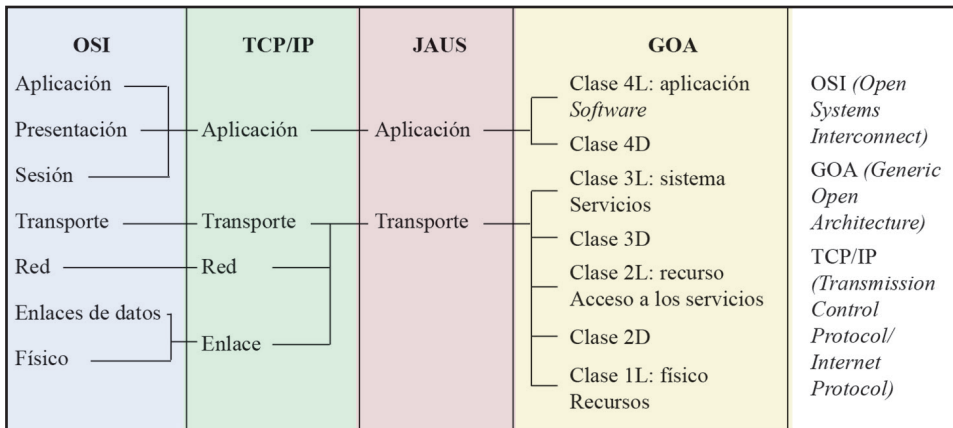 OSI
Aplicación
Presentación
Sesión
Transporte
Red
Enlaces de datos
Físico
TCP/IP
Aplicación
Transporte
Red
Enlace
JAUS
Aplicación
Transporte
GOA
Clase 4L: aplicación
Software
Clase 4D
Clase 3L: sistema
Servicios
Clase 3D
Clase 2L: recurso
Acceso a los servicios
Clase 2D
Clase 1L: físico
Recursos
OSI (Open
Systems
Interconnect)
GOA (Generic
Open
Architecture)
TCP/IP
(Transmission
Control
Protocol/
Internet
Protocol)